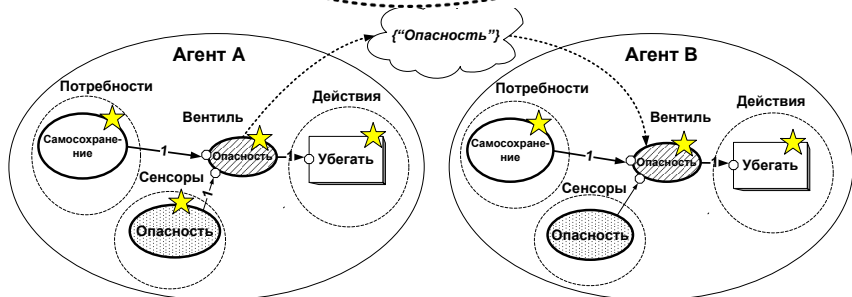 {“Опасность”}
Агент А
Потребности
Вентиль
Действия
Самосохране-
ние
1
Опасность
1
Убегать
Сенсоры
1
Опасность
Агент В
Потребности
Вентиль
Действия
Самосохране-
ние
1
Опасность
1
Убегать
Сенсоры
Опасность